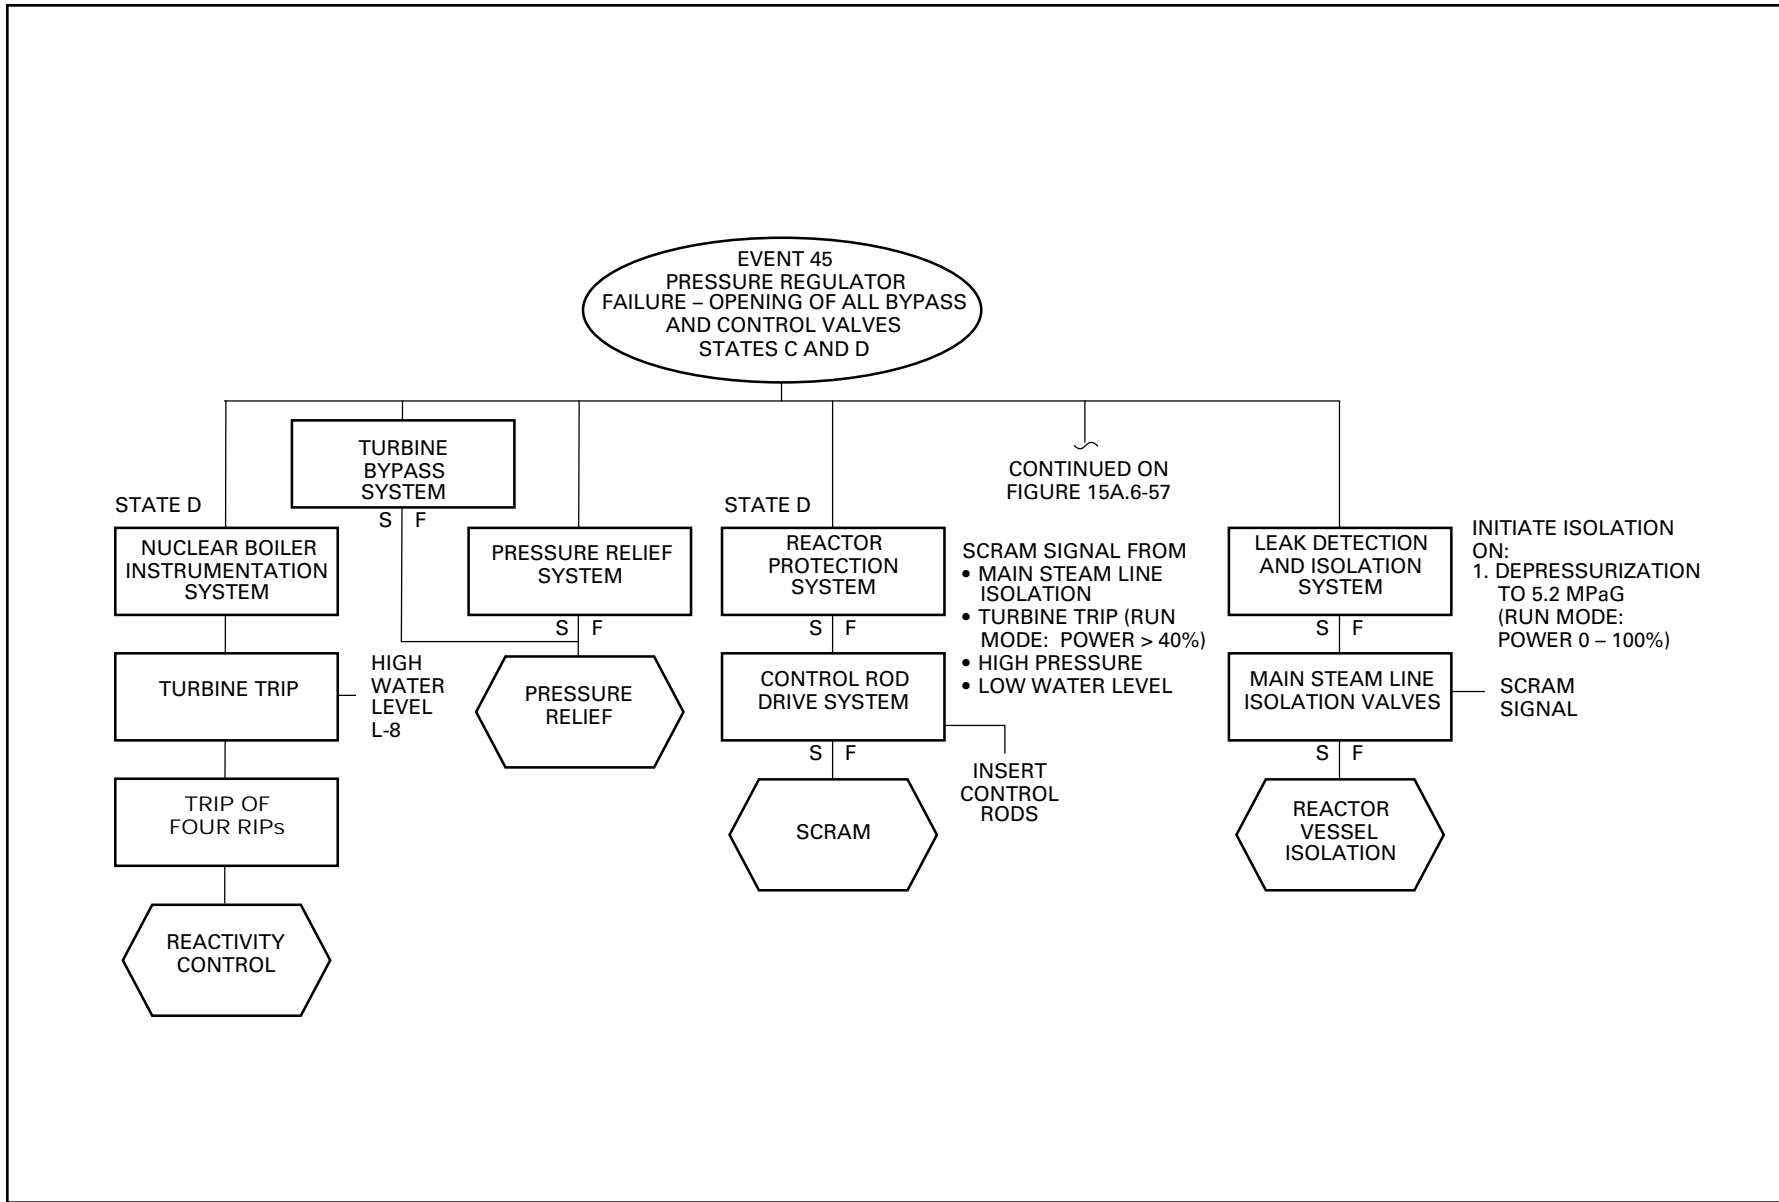 EVENT 45
PRESSURE REGULATOR
FAILURE – OPENING OF ALL BYPASS
AND CONTROL VALVES
STATES C AND D
TURBINE
BYPASS
SYSTEM
S F
CONTINUED ON
FIGURE 15A.6-57
STATE D
NUCLEAR BOILER
INSTRUMENTATION
SYSTEM
TURBINE TRIP
HIGH
WATER
LEVEL
L-8
TRIP OF
FOUR RIPs
REACTIVITY
CONTROL
PRESSURE RELIEF
SYSTEM
S F
PRESSURE
RELIEF
STATE D
REACTOR
PROTECTION
SYSTEM
S F
SCRAM SIGNAL FROM
• MAIN STEAM LINE
ISOLATION
• TURBINE TRIP (RUN
MODE: POWER > 40%)
• HIGH PRESSURE
• LOW WATER LEVEL
CONTROL ROD
DRIVE SYSTEM
S F
INSERT
CONTROL
RODS
SCRAM
LEAK DETECTION
AND ISOLATION
SYSTEM
S F
INITIATE ISOLATION
ON:
1. DEPRESSURIZATION
TO 5.2 MPaG
(RUN MODE:
POWER 0 – 100%)
MAIN STEAM LINE
ISOLATION VALVES
SCRAM
SIGNAL
S F
REACTOR
VESSEL
ISOLATION